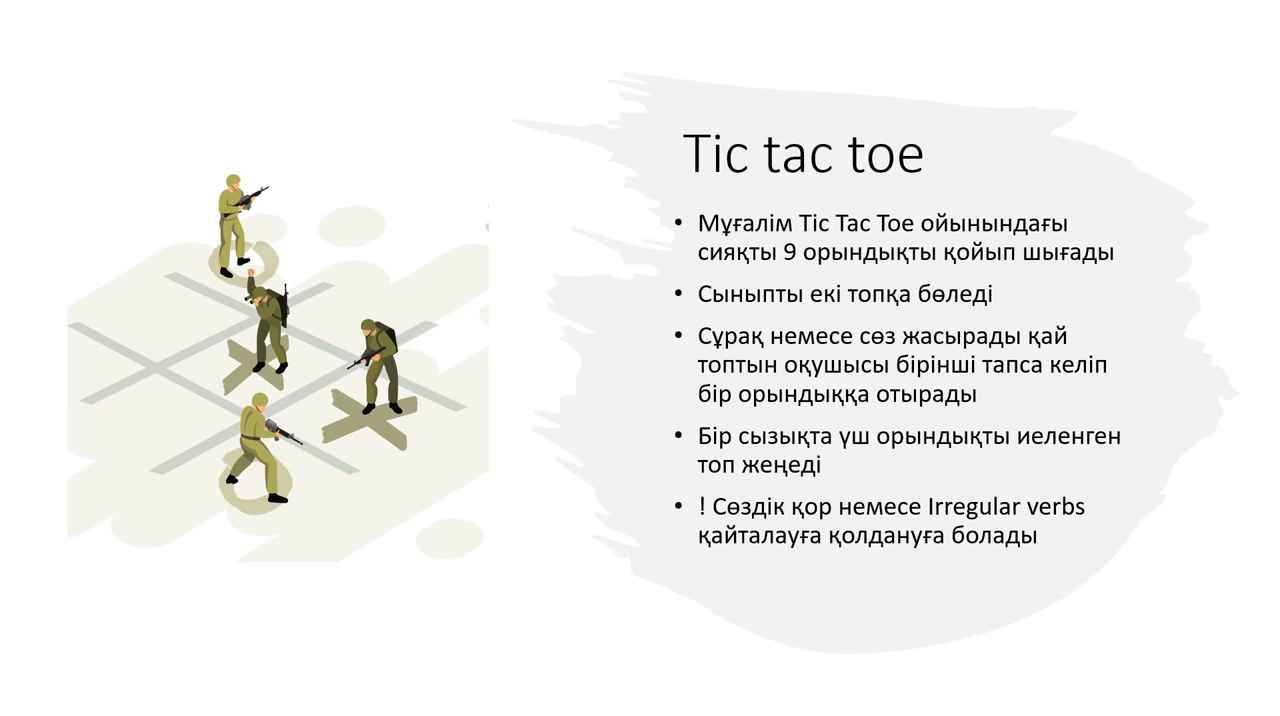 Tic tac toe
• Мұғалім Tic Tac Toe ойынындағы
сияқты 9 орындықты қойып шығады
• Сыныпты екі топқа бөледі
• Сұрақ немесе сөз жасырады қай
топтын оқушысы бірінші тапса келіп
бір орындыққа отырады
• Бір сызықта үш орындықты иеленген
топ жеңеді
• ! Сөздік қор немесе Irregular verbs
қайталауға қолдануға болады